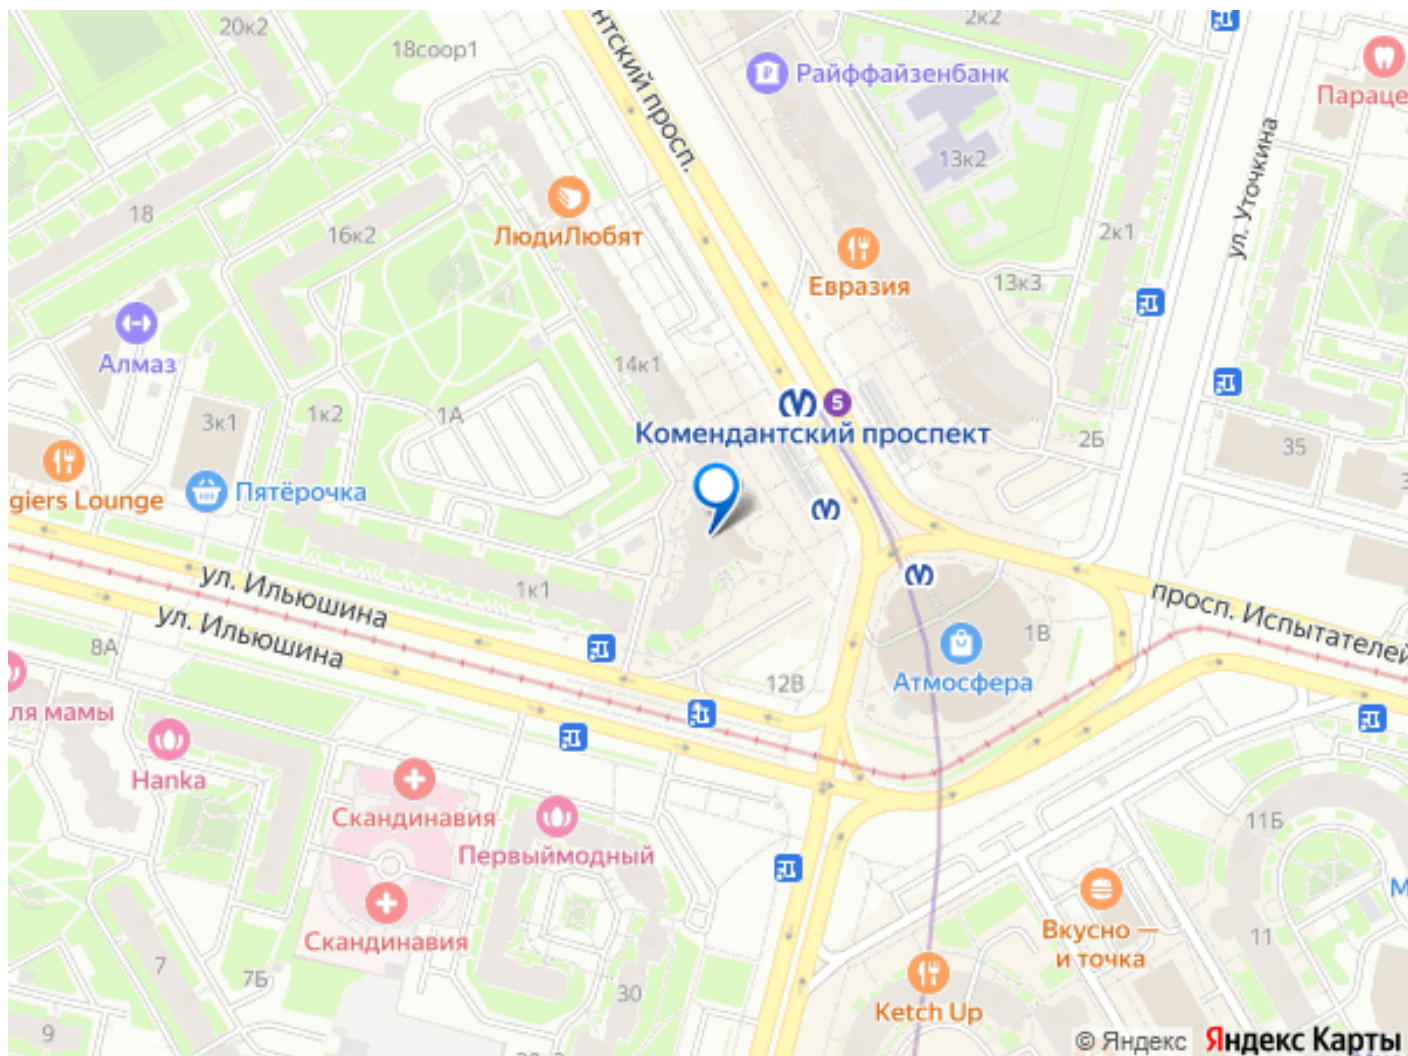 20к2
18соор1
нтский просп.
2к2
Райффайзенбанк
Параце
13к2
ул. Уточкина
18
16к2
ЛюдиЛюбят
2к1
Евразия
13к3
Алмаз
14к1
5
Комендантский проспект
3к1
1к2
1А
2Б
35
3
giers Lounge
Пятёрочка
1к1
ул. Ильюшина
ул. Ильюшина
просп. Испытателей
8А
1В
Атмосфера
12В
ля мамы
Hanka
Скандинавия
Первыймодный
11Б
М
Скандинавия
Вкусно —
и точка
11
7
7Б
30
Ketch Up
9
© Яндекс Яндекс Карты